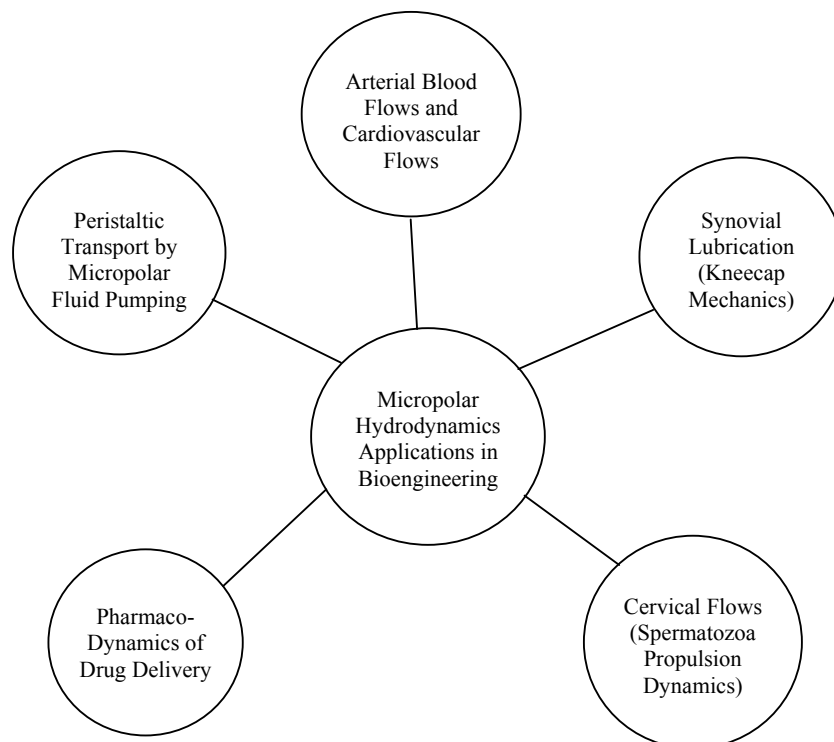 Arterial Blood
Flows and
Cardiovascular
Flows
Peristaltic
Transport by
Micropolar
Fluid Pumping
Synovial
Lubrication
(Kneecap
Mechanics)
Micropolar
Hydrodynamics
Applications in
Bioengineering
Pharmaco-
Dynamics of
Drug Delivery
Cervical Flows
(Spermatozoa
Propulsion
Dynamics)